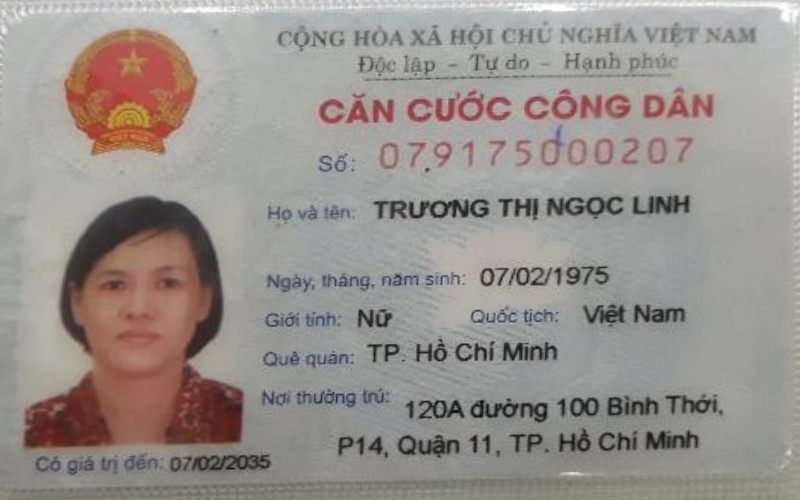 CỘNG HÒA XÃ HỘI CHỦ NGHĨA VIỆT NAM
Độc lập - Tự do - Hạnh phúc
CĂN CƯỚC CÔNG DÂN
Số: 079175000207
Họ và tên: TRƯƠNG THỊ NGỌC LINH
Ngày, tháng, năm sinh: 07/02/1975
Giới tính: Nữ Quốc tịch: Việt Nam
Quê quán: TP. Hồ Chí Minh
Nơi thường trú: 120A đường 100 Bình Thới,
P14, Quận 11, TP. Hồ Chí Minh
Có giá trị đến: 07/02/2035